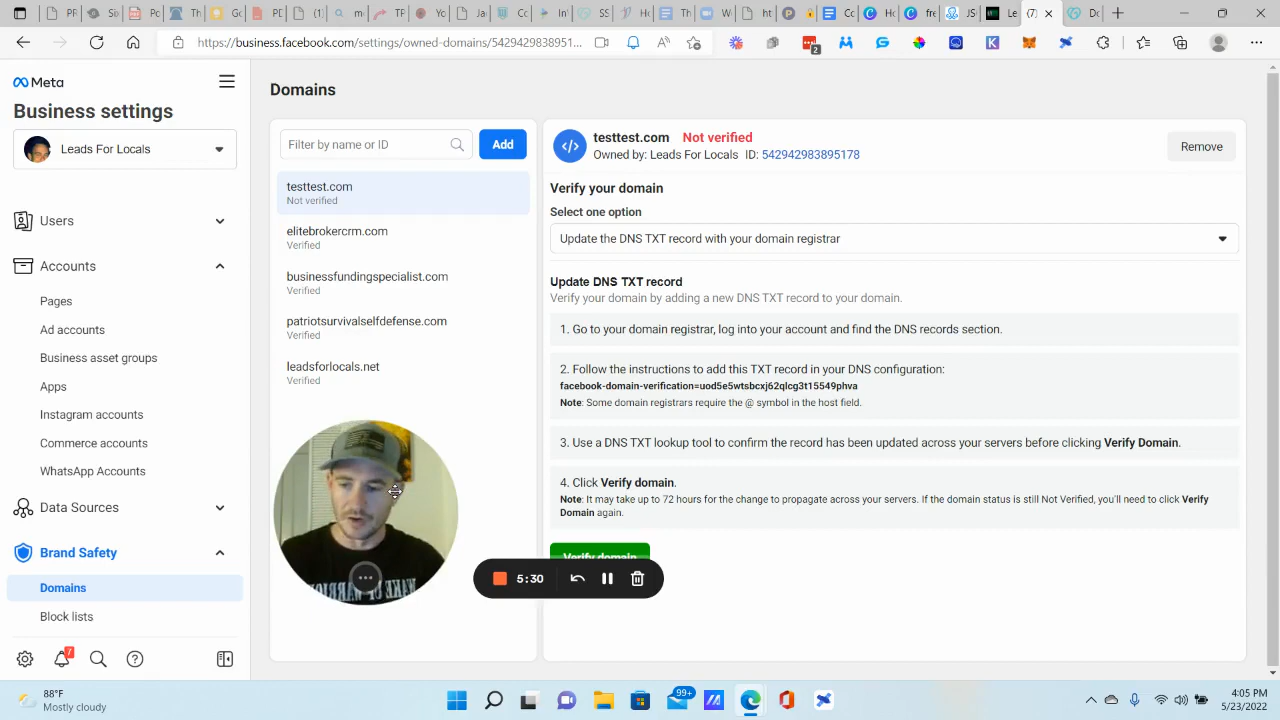 https://business.facebook.com/settings/owned-domains/5429429838951...
2
Meta
Business settings
Leads For Locals
Users
Accounts
Pages
Ad accounts
Business asset groups
Apps
Instagram accounts
Commerce accounts
WhatsApp Accounts
Data Sources
Brand Safety
Domains
Block lists
7
Domains
Filter by name or ID
Add
testtest.com
Not verified
elitebrokercrm.com
Verified
businessfundingspecialist.com
Verified
patriotsurvivalselfdefense.com
Verified
leadsforlocals.net
Verified
testtest.com Not verified
Owned by: Leads For Locals ID: 542942983895178
Remove
Verify your domain
Select one option
Update the DNS TXT record with your domain registrar
Update DNS TXT record
Verify your domain by adding a new DNS TXT record to your domain.
1. Go to your domain registrar, log into your account and find the DNS records section.
2. Follow the instructions to add this TXT record in your DNS configuration:
facebook-domain-verification=uod5e5wtsbcxj62qlcg3t15549phva
Note: Some domain registrars require the @ symbol in the host field.
3. Use a DNS TXT lookup tool to confirm the record has been updated across your servers before clicking Verify Domain.
4. Click Verify domain.
Note: It may take up to 72 hours for the change to propagate across your servers. If the domain status is still Not Verified, you'll need to click Verify
Domain again.
Verify domain
5:30
88°F
Mostly cloudy
99+
4:05 PM
5/23/2022